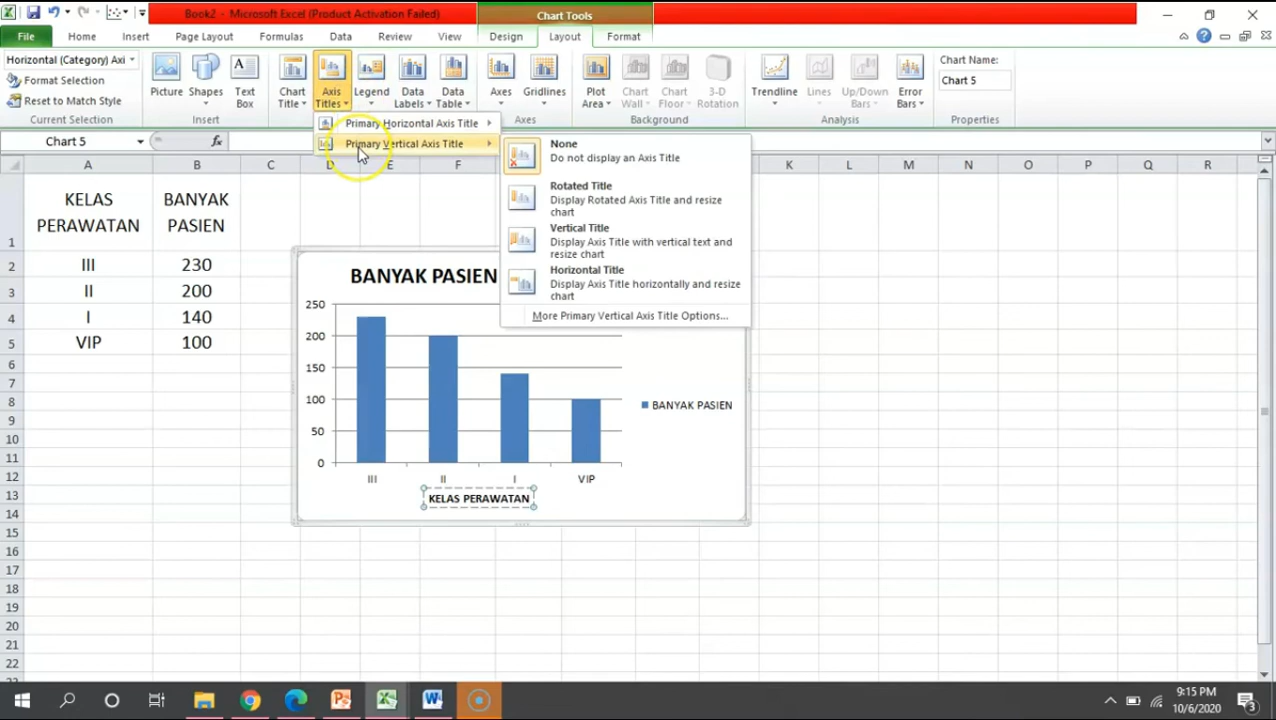 Book2 - Microsoft Excel (Product Activation Failed)
Chart Tools
File Home Insert Page Layout Formulas Data Review View Design Layout Format
Horizontal (Category) Axi
Format Selection
Reset to Match Style
Current Selection
Picture
Shapes
Text
Box
Insert
Chart
Title
Axis
Titles
Legend
Data
Labels
Data
Table
Axes
Gridlines
Axes
Plot
Area
Chart
Wall
Chart
Floor
3-D
Rotation
Background
Trendline
Lines
Up/Down
Bars
Error
Bars
Analysis
Chart Name:
Chart 5
Properties
Primary Horizontal Axis Title
Primary Vertical Axis Title
None
Do not display an Axis Title
Rotated Title
Display Rotated Axis Title and resize
chart
Vertical Title
Display Axis Title with vertical text and
resize chart
Horizontal Title
Display Axis Title horizontally and resize
chart
More Primary Vertical Axis Title Options...
Chart 5
fx
A B C D E F K L M N O P Q R
1 KELAS PERAWATAN BANYAK PASIEN
2 III 230
3 II 200
4 I 140
5 VIP 100
6
7
8
9
10
11
12
13
14
15
16
17
18
19
20
21
22
23
BANYAK PASIEN
250
200
150
100
50
0
III II I VIP
KELAS PERAWATAN
BANYAK PASIEN
9:15 PM
10/6/2020
3